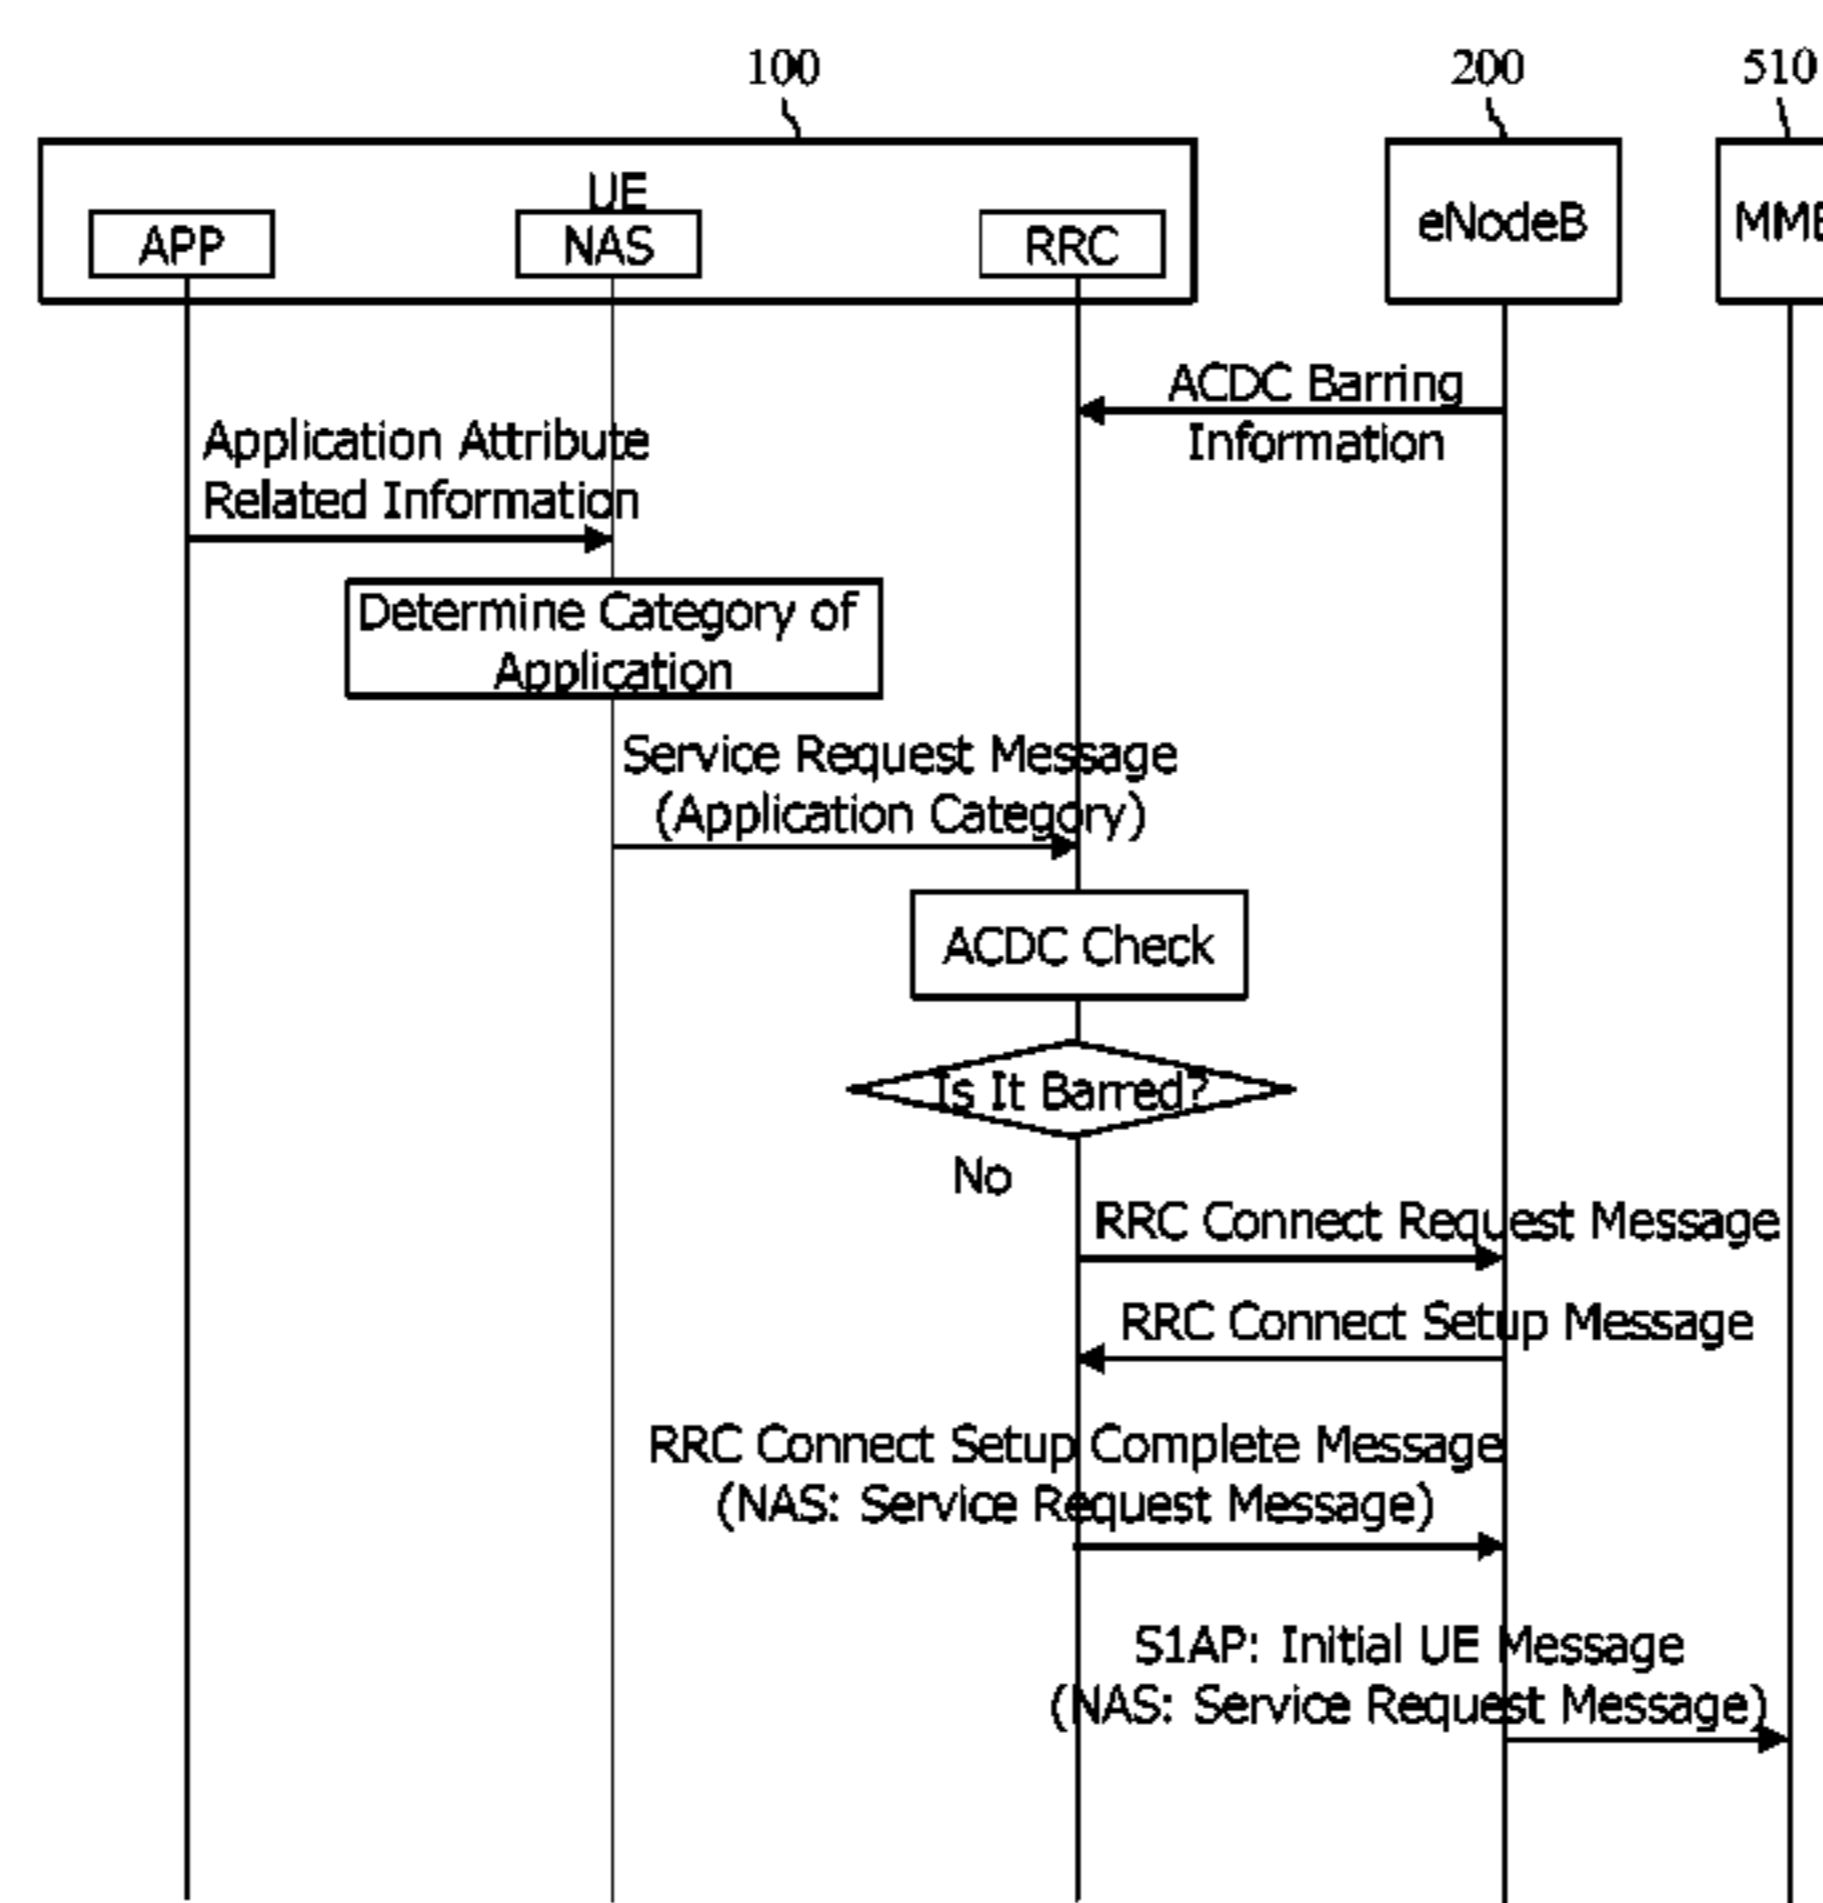 100
200
510
UE
APP
NAS
RRC
eNodeB
ACDC Barring
Information
Application Attribute
Related Information
Determine Category of
Application
Service Request Message
(Application Category)
ACDC Check
Is It Barred?
No
RRC Connect Request Message
RRC Connect Setup Message
RRC Connect Setup Complete Message
(NAS: Service Request Message)
S1AP: Initial UE Message
(NAS: Service Request Message)